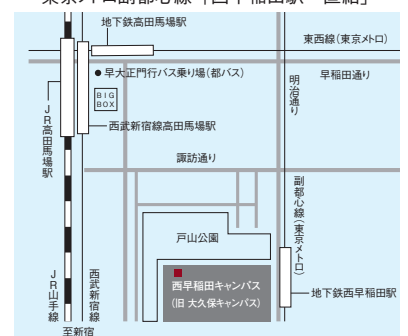 東京メトロ副都心線「西早稲田駅 直結」
地下鉄高田馬場駅
東西線(東京メトロ)
早大正門行バス乗り場(都バス)
早稲田通り
明治通り
BIG
BOX
JR高田馬場駅
西武新宿線高田馬場駅
諏訪通り
副都心線(東京メトロ)
戸山公園
西早稲田キャンパス
(旧 大久保キャンパス)
地下鉄西早稲田駅
JR山手線
西武新宿線
至新宿